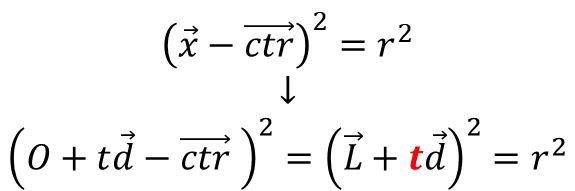 (x⃗ − ctr⃗)² = r²
↓
(O + td⃗ − ctr⃗ )² = (L⃗ + td⃗)² = r²